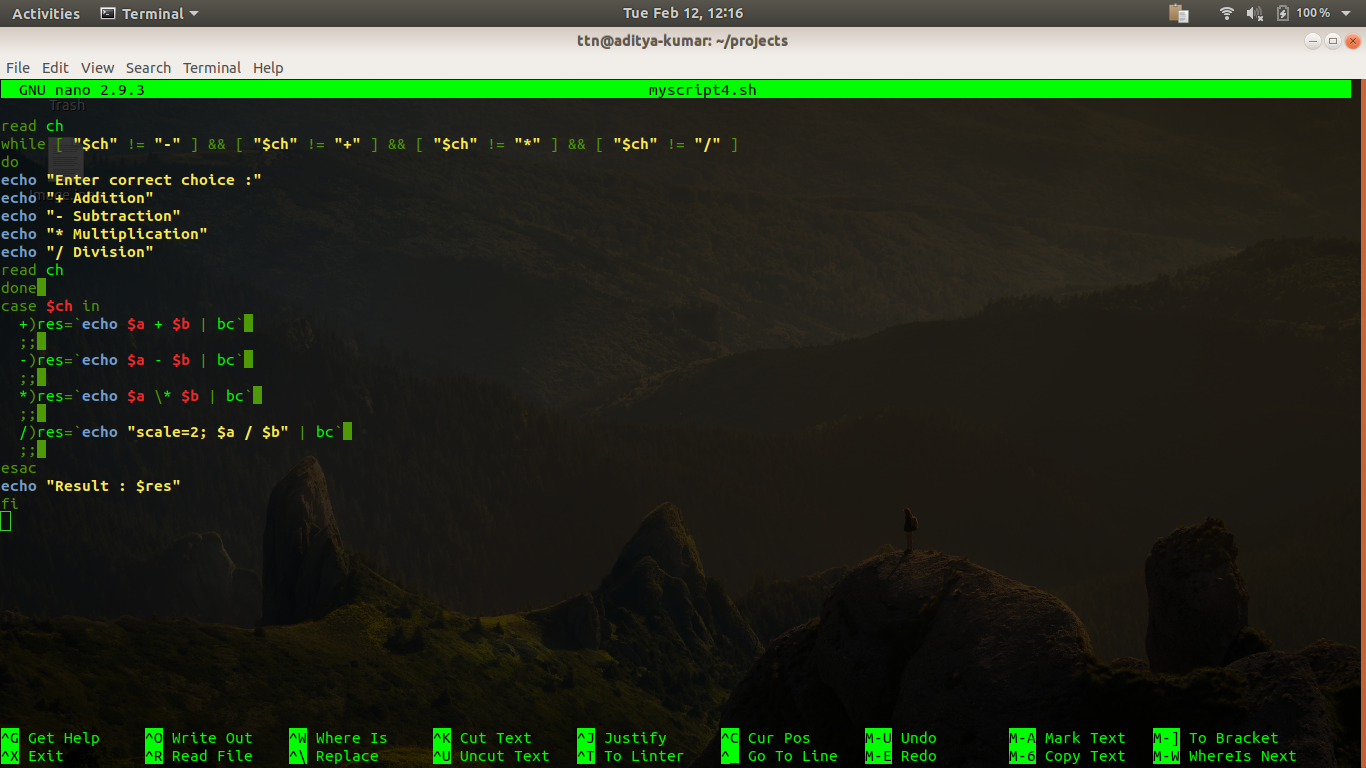 Activities Terminal Tue Feb 12, 12:16 100%
ttn@aditya-kumar: ~/projects
File Edit View Search Terminal Help
GNU nano 2.9.3 myscript4.sh
Trash
read ch
while [ "$ch" != "-" ] && [ "$ch" != "+" ] && [ "$ch" != "*" ] && [ "$ch" != "/" ]
do
echo "Enter correct choice :"
echo "+ Addition"
echo "- Subtraction"
echo "* Multiplication"
echo "/ Division"
read ch
done
case $ch in
  +)res=`echo $a + $b | bc`
  ;;
  -)res=`echo $a - $b | bc`
  ;;
  *)res=`echo $a \* $b | bc`
  ;;
  /)res=`echo "scale=2; $a / $b" | bc`
  ;;
esac
echo "Result : $res"
fi
^G Get Help ^O Write Out ^W Where Is ^K Cut Text ^J Justify ^C Cur Pos M-U Undo M-A Mark Text M-] To Bracket
^X Exit ^R Read File ^\ Replace ^U Uncut Text ^T To Linter ^_ Go To Line M-E Redo M-6 Copy Text M-W WhereIs Next